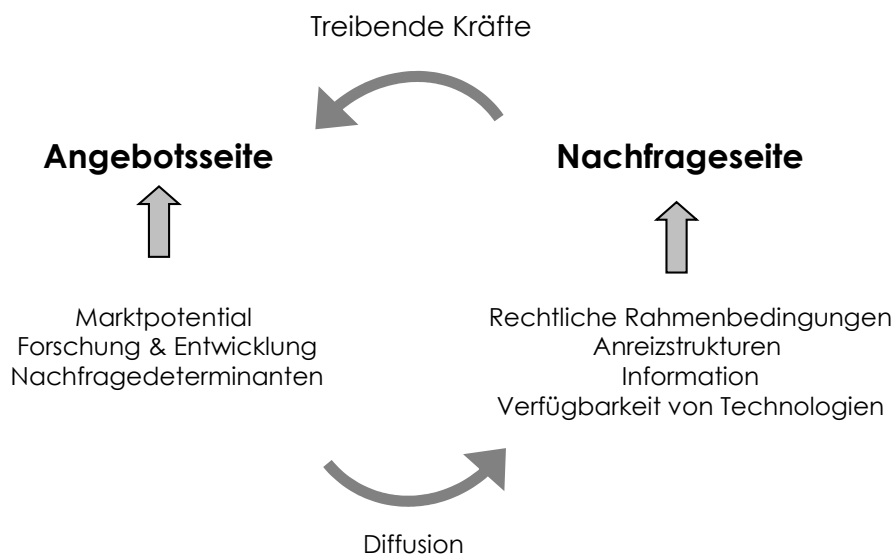 Treibende Kräfte
Angebotsseite
Nachfrageseite
Marktpotential
Forschung & Entwicklung
Nachfragedeterminanten
Rechtliche Rahmenbedingungen
Anreizstrukturen
Information
Verfügbarkeit von Technologien
Diffusion